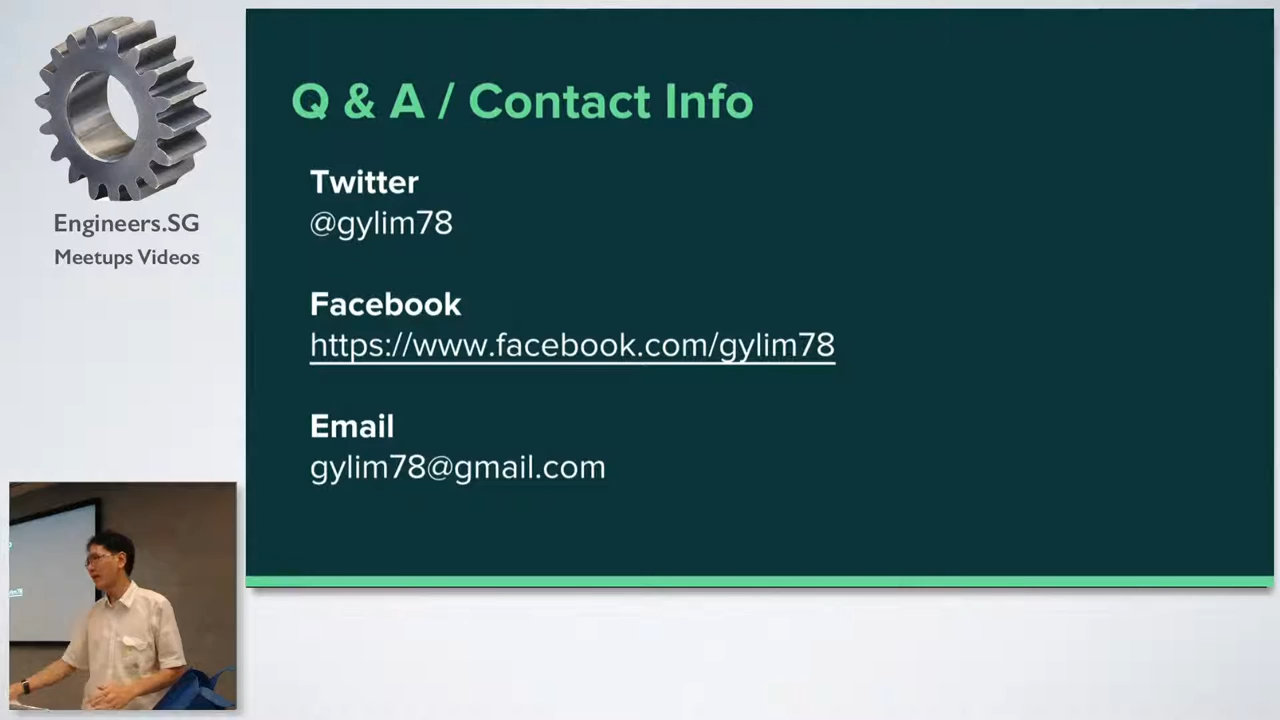 Engineers.SG
Meetups Videos
Q & A / Contact Info
Twitter
@gylim78
Facebook
https://www.facebook.com/gylim78
Email
gylim78@gmail.com